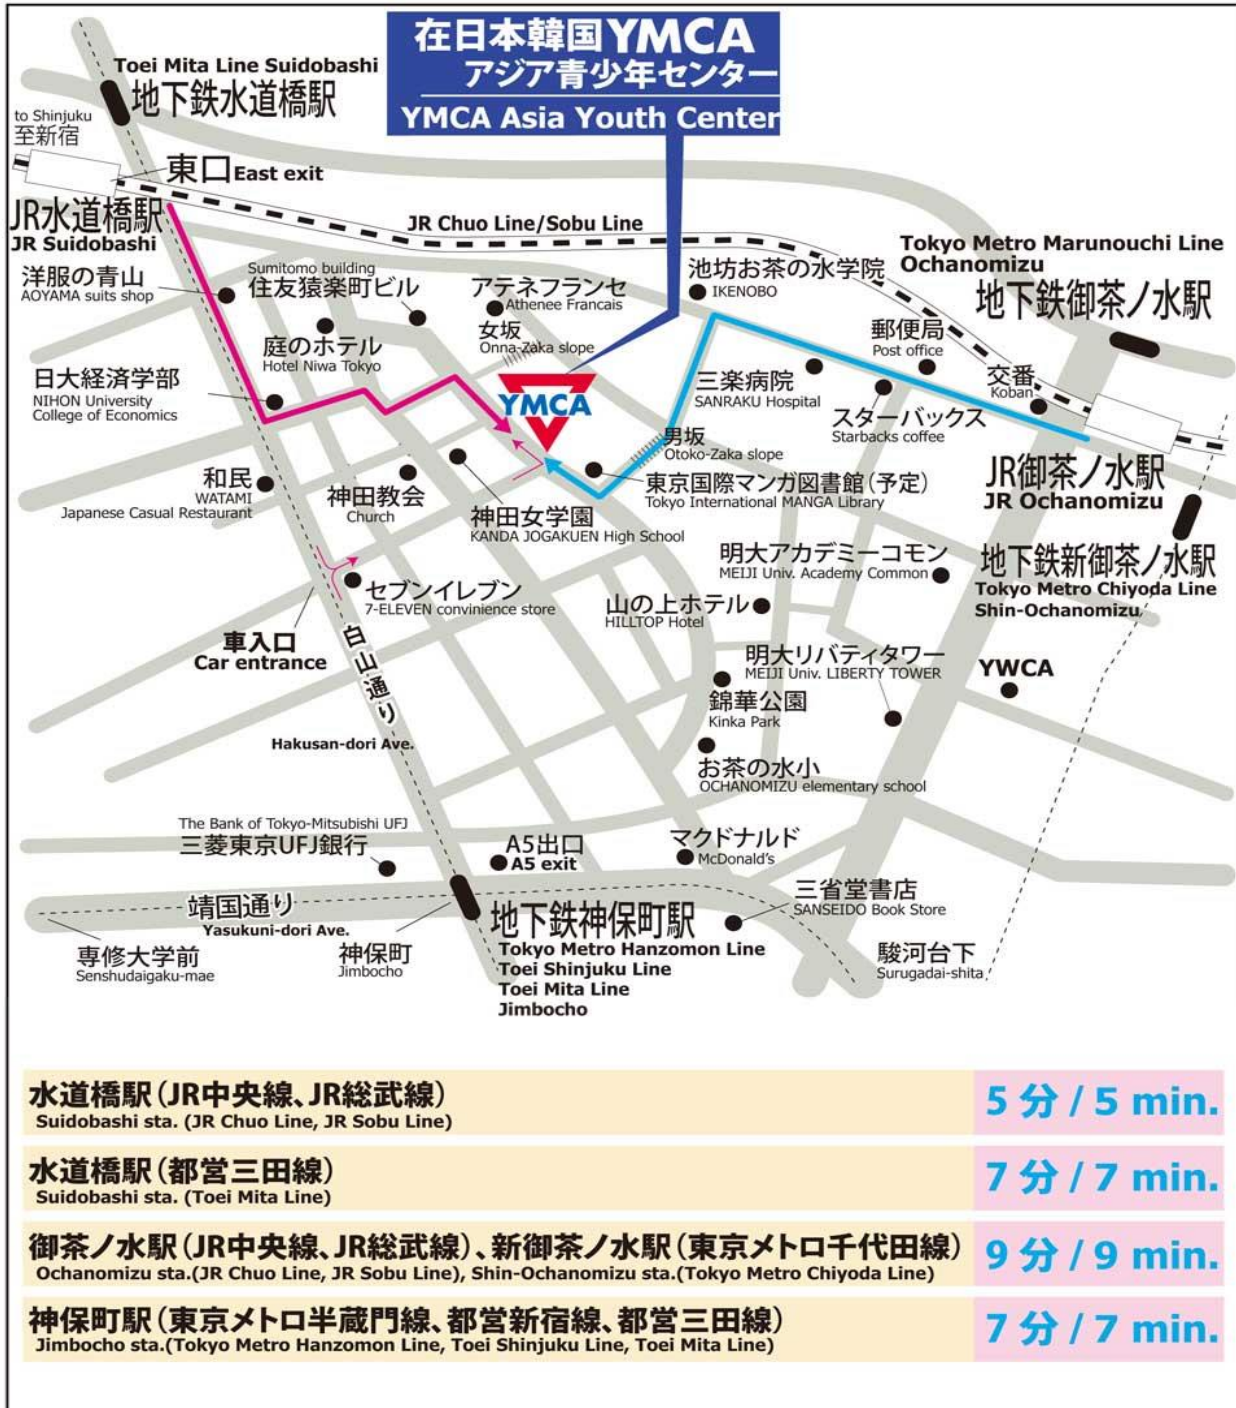 在日本韓国YMCA
アジア青少年センター
YMCA Asia Youth Center
Toei Mita Line Suidobashi
地下鉄水道橋駅
to Shinjuku
至新宿
東口East exit
JR水道橋駅
JR Suidobashi
JR Chuo Line/Sobu Line
Tokyo Metro Marunouchi Line
Ochanomizu
地下鉄御茶ノ水駅
洋服の青山
AOYAMA suits shop
Sumitomo building
住友猿楽町ビル
アテネフランセ
Athenee Francais
池坊お茶の水学院
IKENOBO
女坂
Onna-Zaka slope
庭のホテル
Hotel Niwa Tokyo
郵便局
Post office
交番
Koban
日大経済学部
NIHON University
College of Economics
YMCA
三楽病院
SANRAKU Hospital
スターバックス
Starbacks coffee
男坂
Otoko-Zaka slope
和民
WATAMI
Japanese Casual Restaurant
神田教会
Church
神田女学園
KANDA JOGAKUEN High School
東京国際マンガ図書館(予定)
Tokyo International MANGA Library
JR御茶ノ水駅
JR Ochanomizu
明大アカデミーコモン
MEIJI Univ. Academy Common
地下鉄新御茶ノ水駅
Tokyo Metro Chiyoda Line
Shin-Ochanomizu
セブンイレブン
7-ELEVEN convinience store
山の上ホテル
HILLTOP Hotel
車入口
Car entrance
白山通り
Hakusan-dori Ave.
明大リバティタワー
MEIJI Univ. LIBERTY TOWER
YWCA
錦華公園
Kinka Park
お茶の水小
OCHANOMIZU elementary school
The Bank of Tokyo-Mitsubishi UFJ
三菱東京UFJ銀行
A5出口
A5 exit
マクドナルド
McDonald's
靖国通り
Yasukuni-dori Ave.
三省堂書店
SANSEIDO Book Store
専修大学前
Senshudaigaku-mae
神保町
Jimbocho
地下鉄神保町駅
Tokyo Metro Hanzomon Line
Toei Shinjuku Line
Toei Mita Line
Jimbocho
駿河台下
Surugadai-shita
水道橋駅(JR中央線、JR総武線)
Suidobashi sta. (JR Chuo Line, JR Sobu Line)
5 分 / 5 min.
水道橋駅(都営三田線)
Suidobashi sta. (Toei Mita Line)
7 分 / 7 min.
御茶ノ水駅(JR中央線、JR総武線)、新御茶ノ水駅(東京メトロ千代田線)
Ochanomizu sta.(JR Chuo Line, JR Sobu Line), Shin-Ochanomizu sta.(Tokyo Metro Chiyoda Line)
9 分 / 9 min.
神保町駅(東京メトロ半蔵門線、都営新宿線、都営三田線)
Jimbocho sta.(Tokyo Metro Hanzomon Line, Toei Shinjuku Line, Toei Mita Line)
7 分 / 7 min.